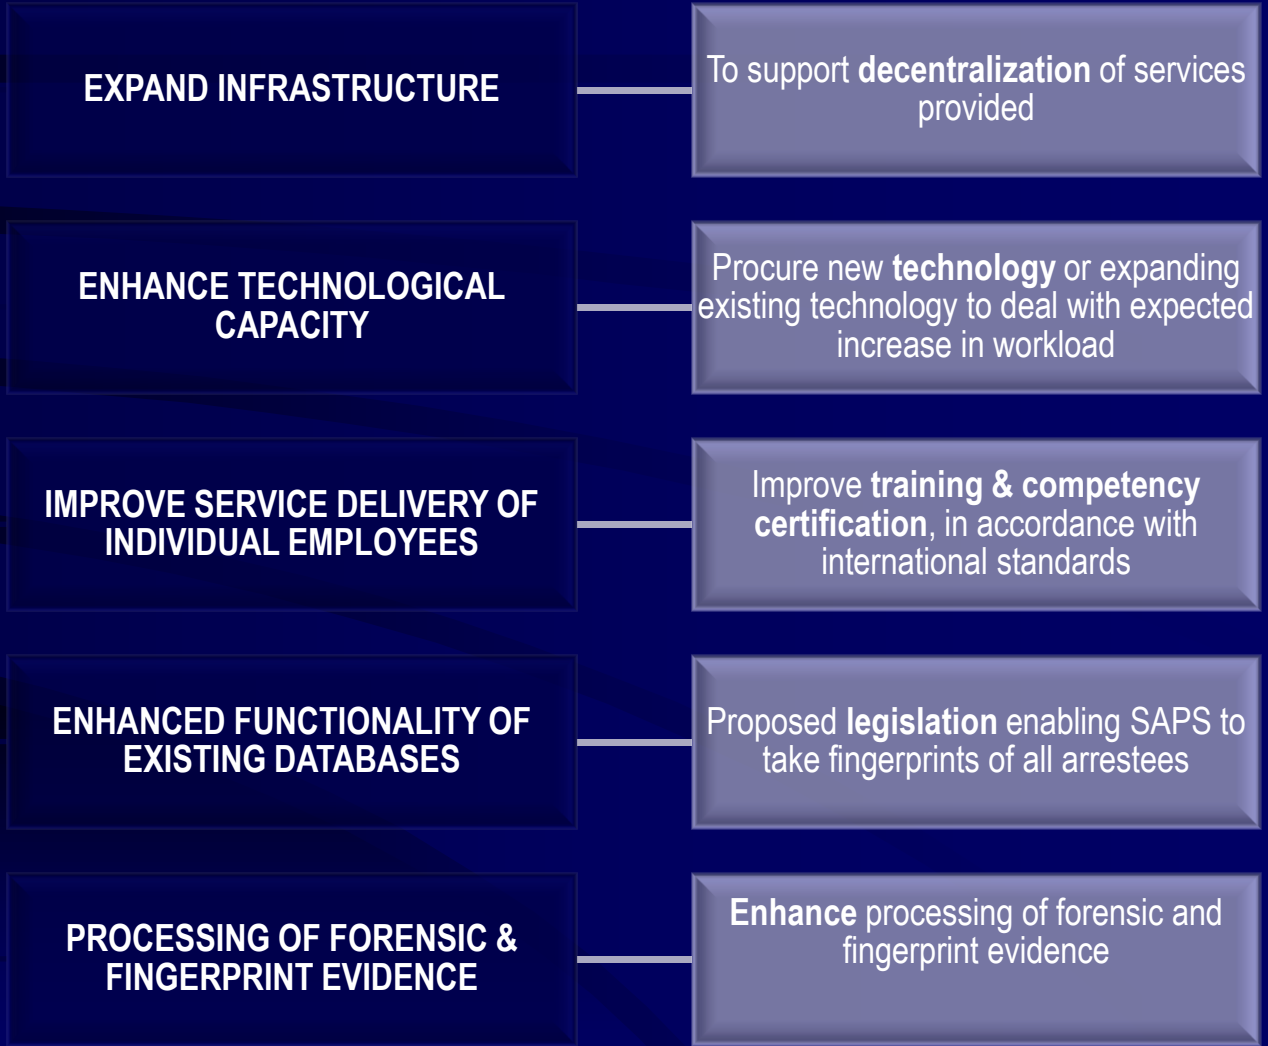 EXPAND INFRASTRUCTURE
To support decentralization of services
provided
ENHANCE TECHNOLOGICAL
CAPACITY
Procure new technology or expanding
existing technology to deal with expected
increase in workload
IMPROVE SERVICE DELIVERY OF
INDIVIDUAL EMPLOYEES
Improve training & competency
certification, in accordance with
international standards
ENHANCED FUNCTIONALITY OF
EXISTING DATABASES
Proposed legislation enabling SAPS to
take fingerprints of all arrestees
PROCESSING OF FORENSIC &
FINGERPRINT EVIDENCE
Enhance processing of forensic and
fingerprint evidence